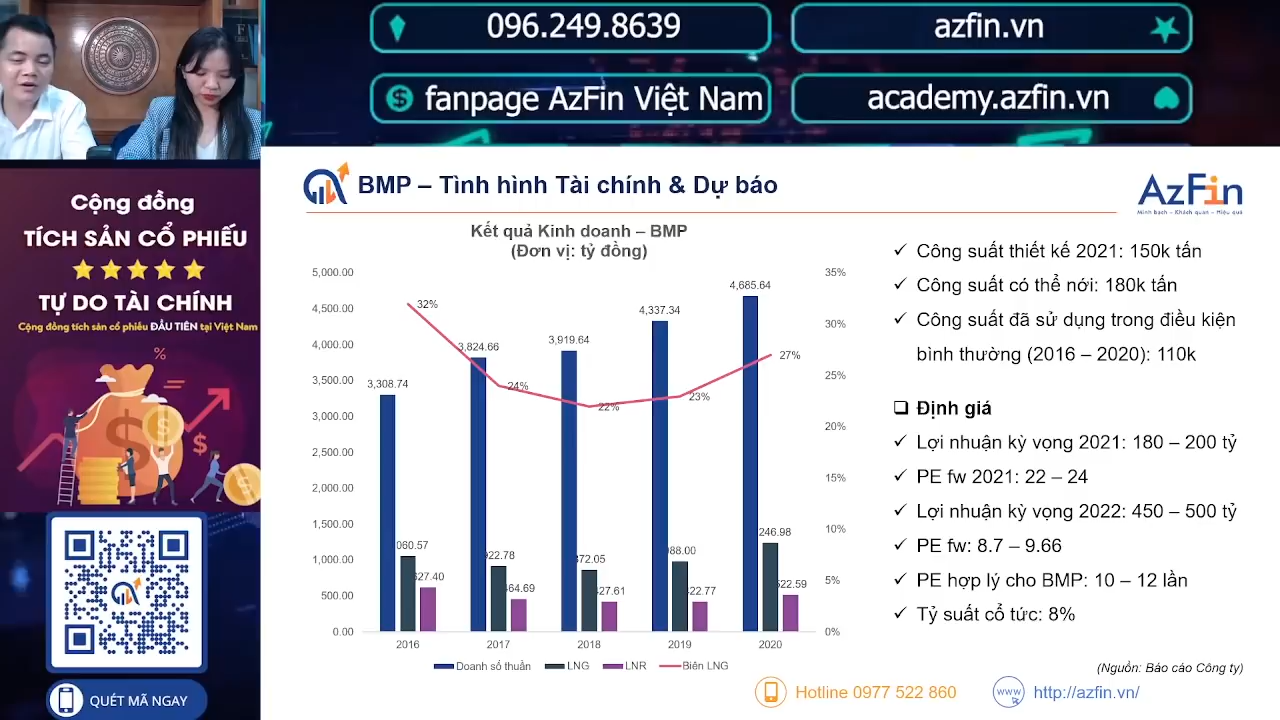 096.249.8639
azfin.vn
fanpage AzFin Việt Nam
academy.azfin.vn
Cộng đồng
TÍCH SẢN CỔ PHIẾU
TỰ DO TÀI CHÍNH
Cộng đồng tích sản cổ phiếu ĐẦU TIÊN tại Việt Nam
QUÉT MÃ NGAY
BMP – Tình hình Tài chính & Dự báo
AzFin
Minh bạch – Khách quan – Hiệu quả
Kết quả Kinh doanh – BMP
(Đơn vị: tỷ đồng)
5,000.00
4,500.00
4,000.00
3,500.00
3,000.00
2,500.00
2,000.00
1,500.00
1,000.00
500.00
0.00
35%
30%
25%
20%
15%
10%
5%
0%
3,308.74
3,824.66
3,919.64
4,337.34
4,685.64
32%
24%
22%
23%
27%
2016
2017
2018
2019
2020
Doanh số thuần
LNG
LNR
Biên LNG
Công suất thiết kế 2021: 150k tấn
Công suất có thể nới: 180k tấn
Công suất đã sử dụng trong điều kiện
bình thường (2016 – 2020): 110k
Định giá
Lợi nhuận kỳ vọng 2021: 180 – 200 tỷ
PE fw 2021: 22 – 24
Lợi nhuận kỳ vọng 2022: 450 – 500 tỷ
PE fw: 8.7 – 9.66
PE hợp lý cho BMP: 10 – 12 lần
Tỷ suất cổ tức: 8%
(Nguồn: Báo cáo Công ty)
Hotline 0977 522 860
www
http://azfin.vn/